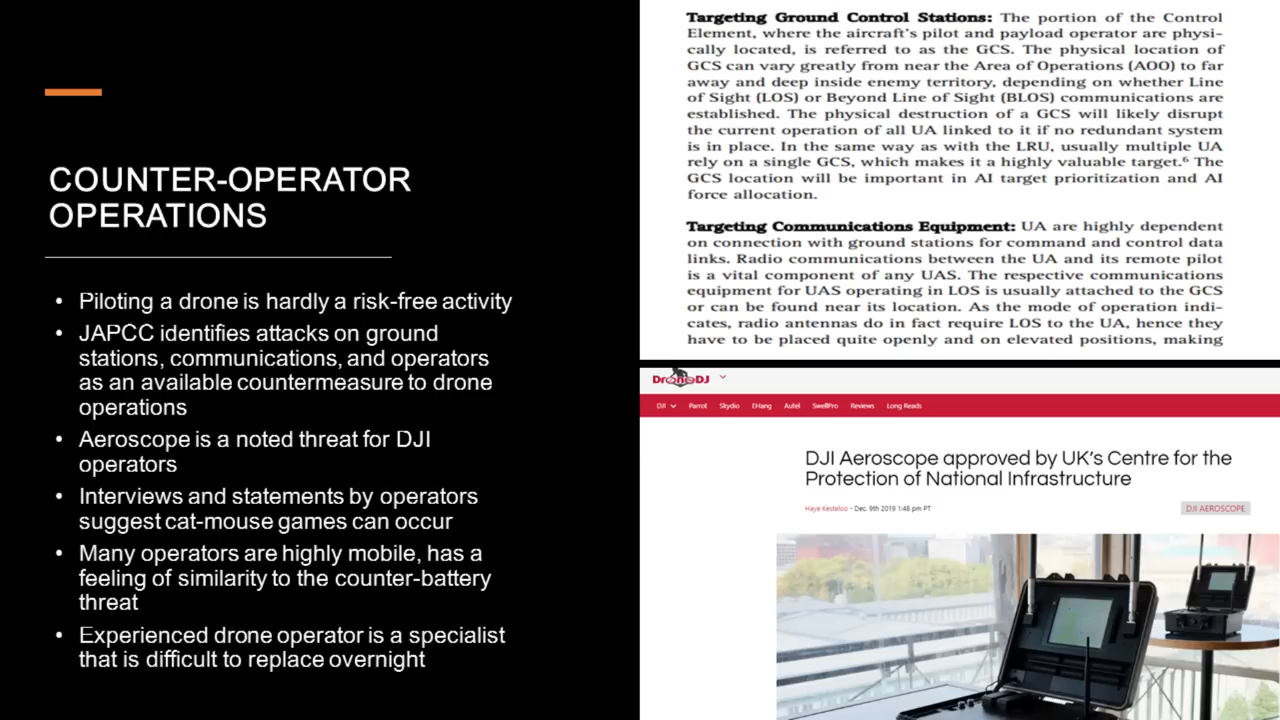 COUNTER-OPERATOR
OPERATIONS
• Piloting a drone is hardly a risk-free activity
• JAPCC identifies attacks on ground
stations, communications, and operators
as an available countermeasure to drone
operations
• Aeroscope is a noted threat for DJI
operators
• Interviews and statements by operators
suggest cat-mouse games can occur
• Many operators are highly mobile, has a
feeling of similarity to the counter-battery
threat
• Experienced drone operator is a specialist
that is difficult to replace overnight
Targeting Ground Control Stations: The portion of the Control
Element, where the aircraft's pilot and payload operator are physi-
cally located, is referred to as the GCS. The physical location of
GCS can vary greatly from near the Area of Operations (AOO) to far
away and deep inside enemy territory, depending on whether Line
of Sight (LOS) or Beyond Line of Sight (BLOS) communications are
established. The physical destruction of a GCS will likely disrupt
the current operation of all UA linked to it if no redundant system
is in place. In the same way as with the LRU, usually multiple UA
rely on a single GCS, which makes it a highly valuable target.⁶ The
GCS location will be important in AI target prioritization and AI
force allocation.
Targeting Communications Equipment: UA are highly dependent
on connection with ground stations for command and control data
links. Radio communications between the UA and its remote pilot
is a vital component of any UAS. The respective communications
equipment for UAS operating in LOS is usually attached to the GCS
or can be found near its location. As the mode of operation indi-
cates, radio antennas do in fact require LOS to the UA, hence they
have to be placed quite openly and on elevated positions, making
DroneDJ
DJI Parrot Skydio EHang Autel SwellPro Reviews Long Reads
DJI Aeroscope approved by UK's Centre for the
Protection of National Infrastructure
Haye Kesteloo - Dec. 9th 2019 1:48 pm PT DJI AEROSCOPE